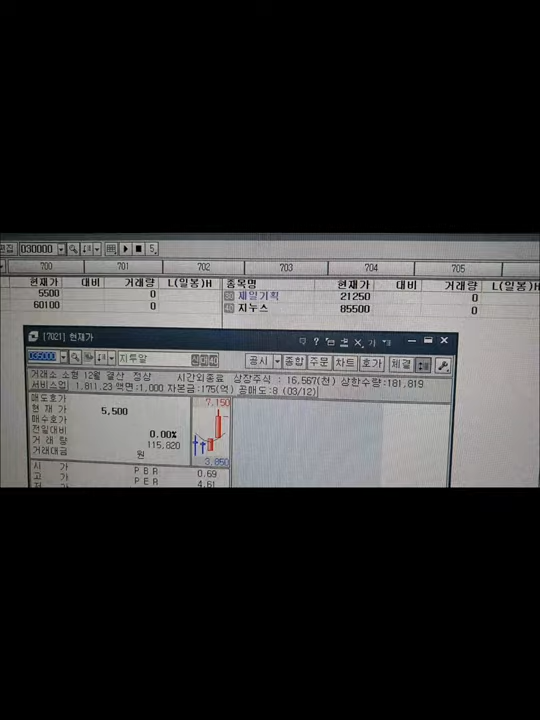 030000 5
700 701 702 703 704 705
현재가 대비 거래량 L(일봉)H 종목명 현재가 대비 거래량 L(일봉)H
5500 0 제일기획 21250 0
60100 0 지누스 85500 0
[7021] 현재가
035000 지투알 공시 종합 주문 차트 호가 체결
거래소 소형 12월 결산 정상 시간외종료 상장주식 : 16,567(천) 상한수량:181,819
서비스업 1,811.23 액면:1,000 자본금:175(억) 공매도:8 (03/12)
매도호가 7,150
현재가 5,500
매수호가
전일대비 0.00%
거래량 115,820
거래대금 원 3,850
시가 PBR 0.69
고가 PER 4.61